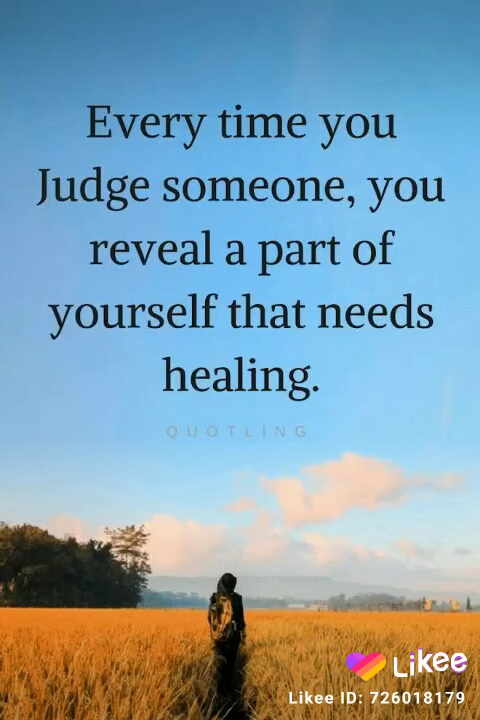 Every time you
Judge someone, you
reveal a part of
yourself that needs
healing.
QUOTLING
Likee
Likee ID: 726018179